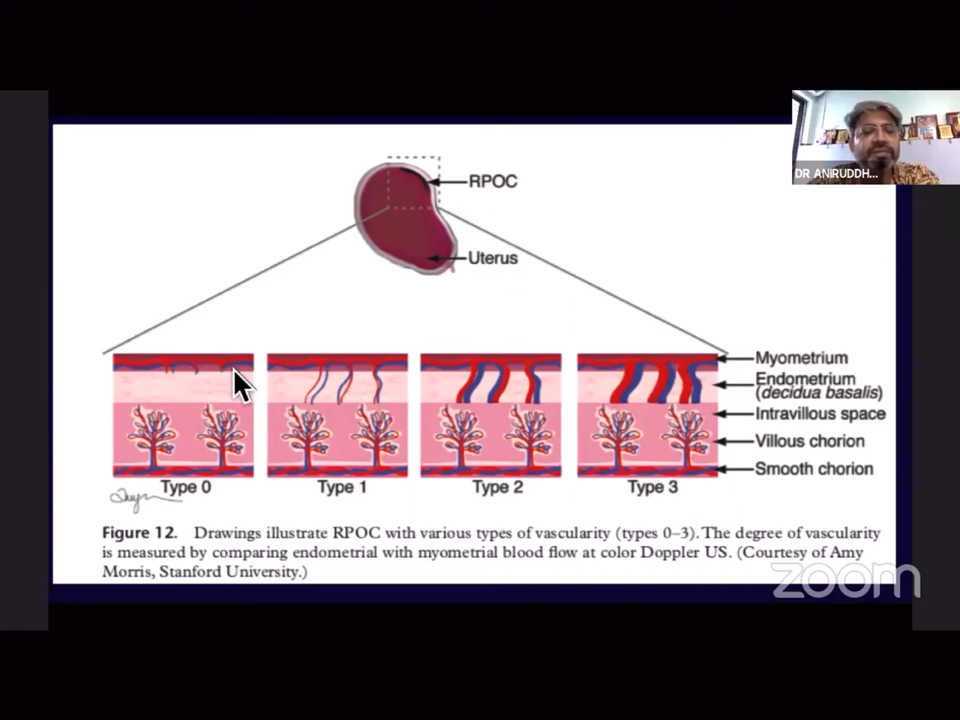 DR ANIRUDDH...
RPOC
Uterus
Myometrium
Endometrium
(decidua basalis)
Intravillous space
Villous chorion
Smooth chorion
Type 0
Type 1
Type 2
Type 3
Figure 12. Drawings illustrate RPOC with various types of vascularity (types 0–3). The degree of vascularity
is measured by comparing endometrial with myometrial blood flow at color Doppler US. (Courtesy of Amy
Morris, Stanford University.)
zoom